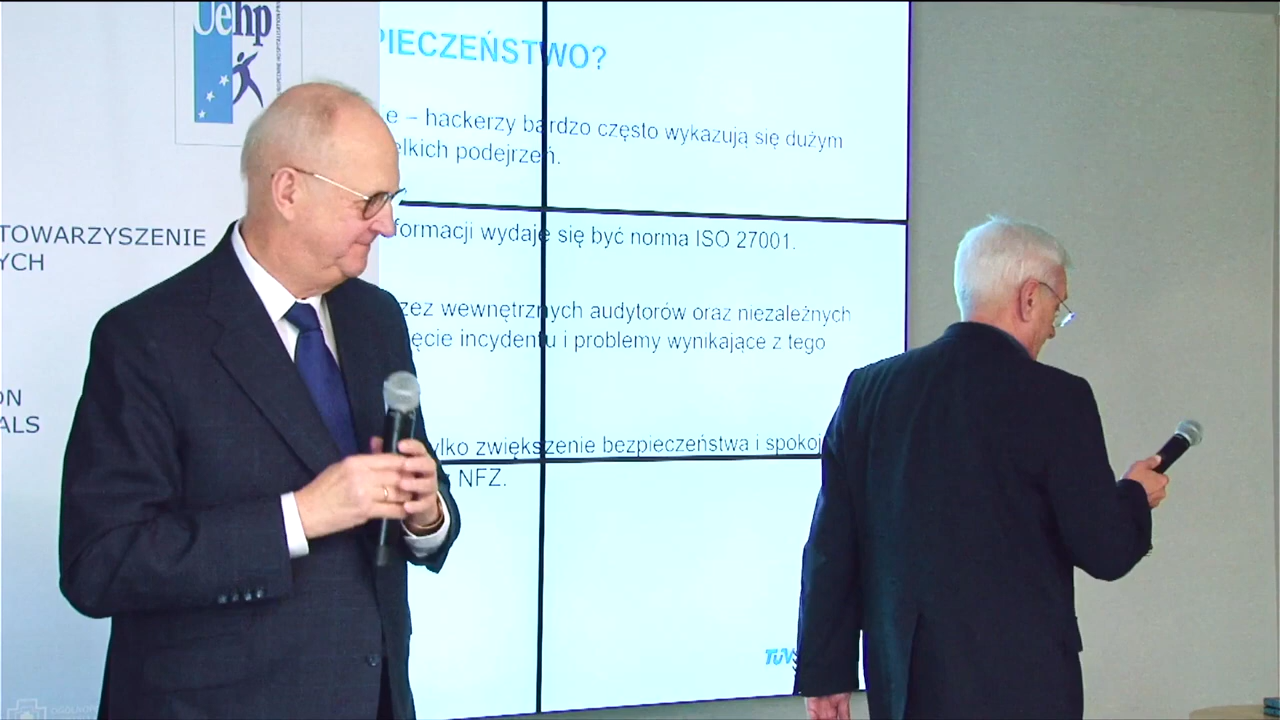 Uehp
TOWARZYSZENIE
YCH
ON
ALS
PIECZEŃSTWO?
e – hackerzy bardzo często wykazują się dużym
elkich podejrzeń.
formacji wydaje się być norma ISO 27001.
zez wewnętrznych audytorów oraz niezależnych
ęcie incydentu i problemy wynikające z tego
ylko zwiększenie bezpieczeństwa i spokoj
NFZ.
TÜV